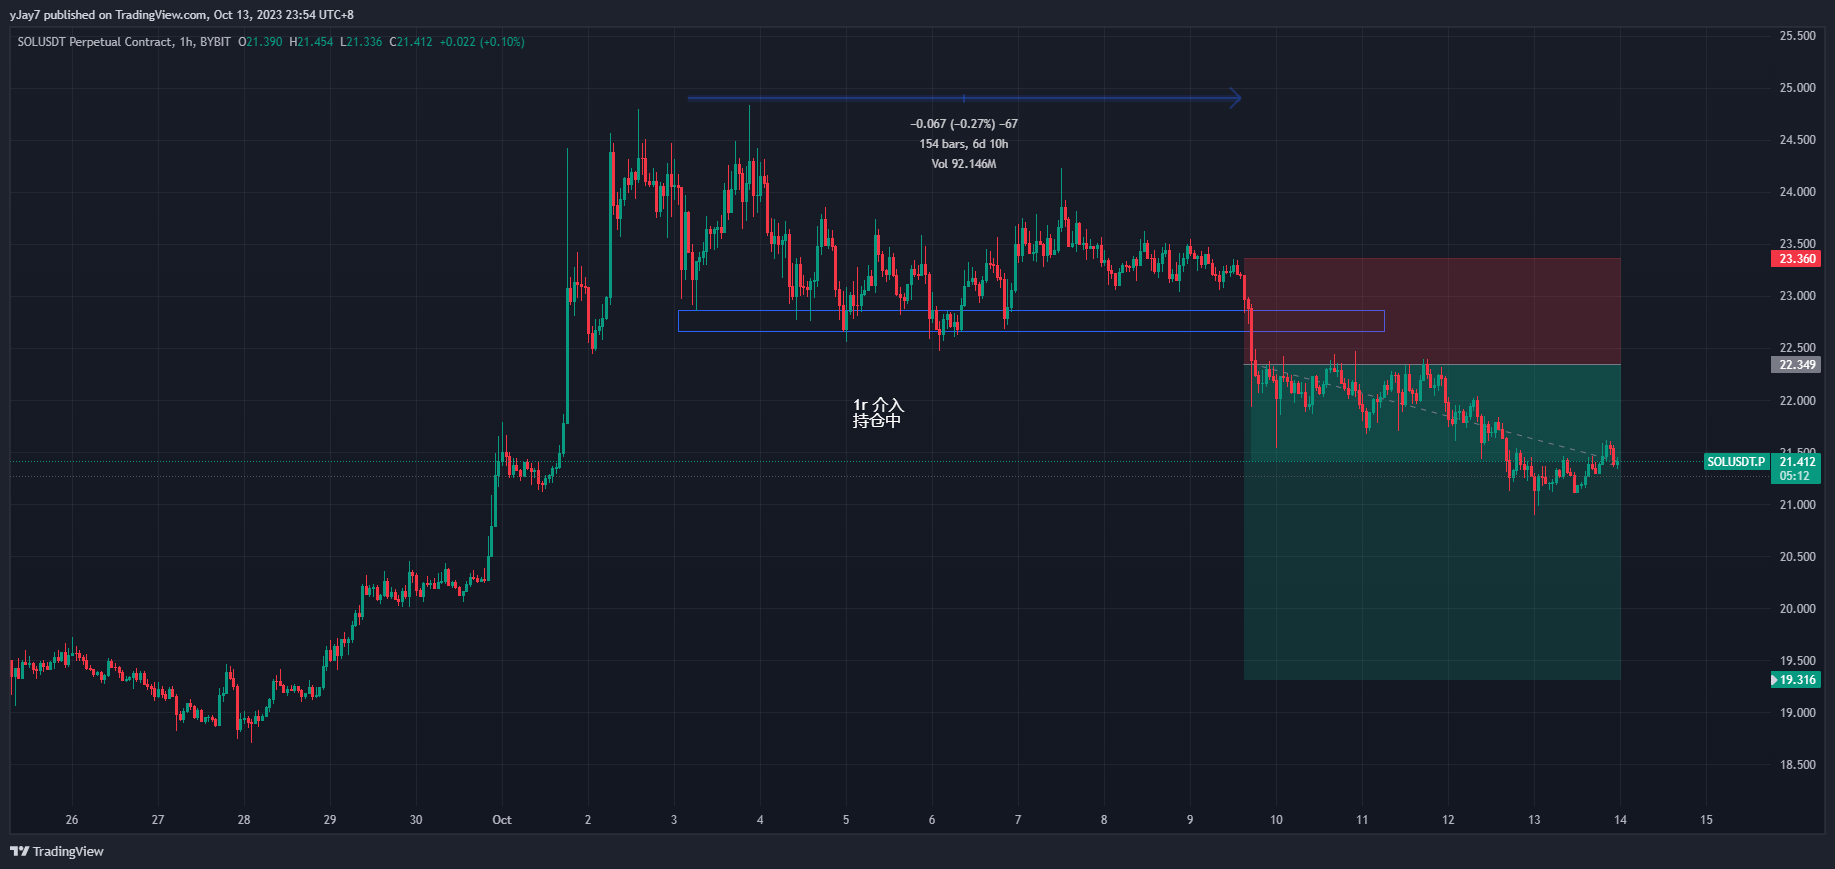 yJay7 published on TradingView.com, Oct 13, 2023 23:54 UTC+8
SOLUSDT Perpetual Contract, 1h, BYBIT O21.390 H21.454 L21.336 C21.412 +0.022 (+0.10%)
−0.067 (−0.27%) −67
154 bars, 6d 10h
Vol 92.146M
1r 介入
持仓中
25.500
25.000
24.500
24.000
23.500
23.360
23.000
22.500
22.349
22.000
21.500
SOLUSDT.P 21.412
05:12
21.000
20.500
20.000
19.500
19.316
19.000
18.500
26 27 28 29 30 Oct 2 3 4 5 6 7 8 9 10 11 12 13 14 15
TradingView